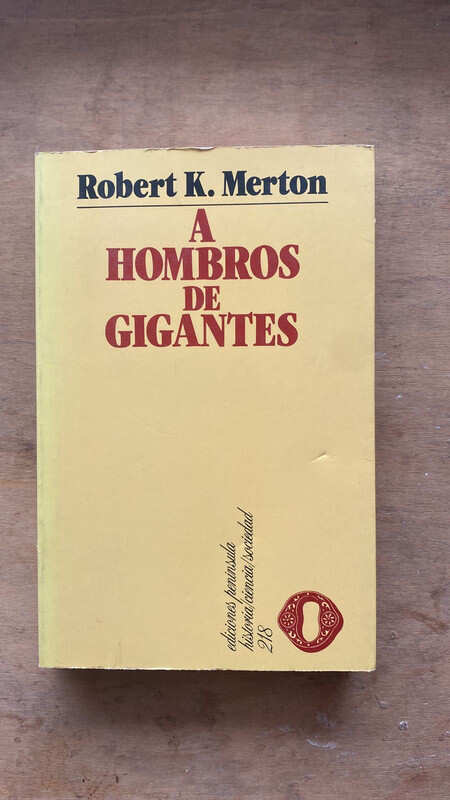 Robert K. Merton
A
HOMBROS
DE
GIGANTES
ediciones península
historia/ciencia/sociedad
218